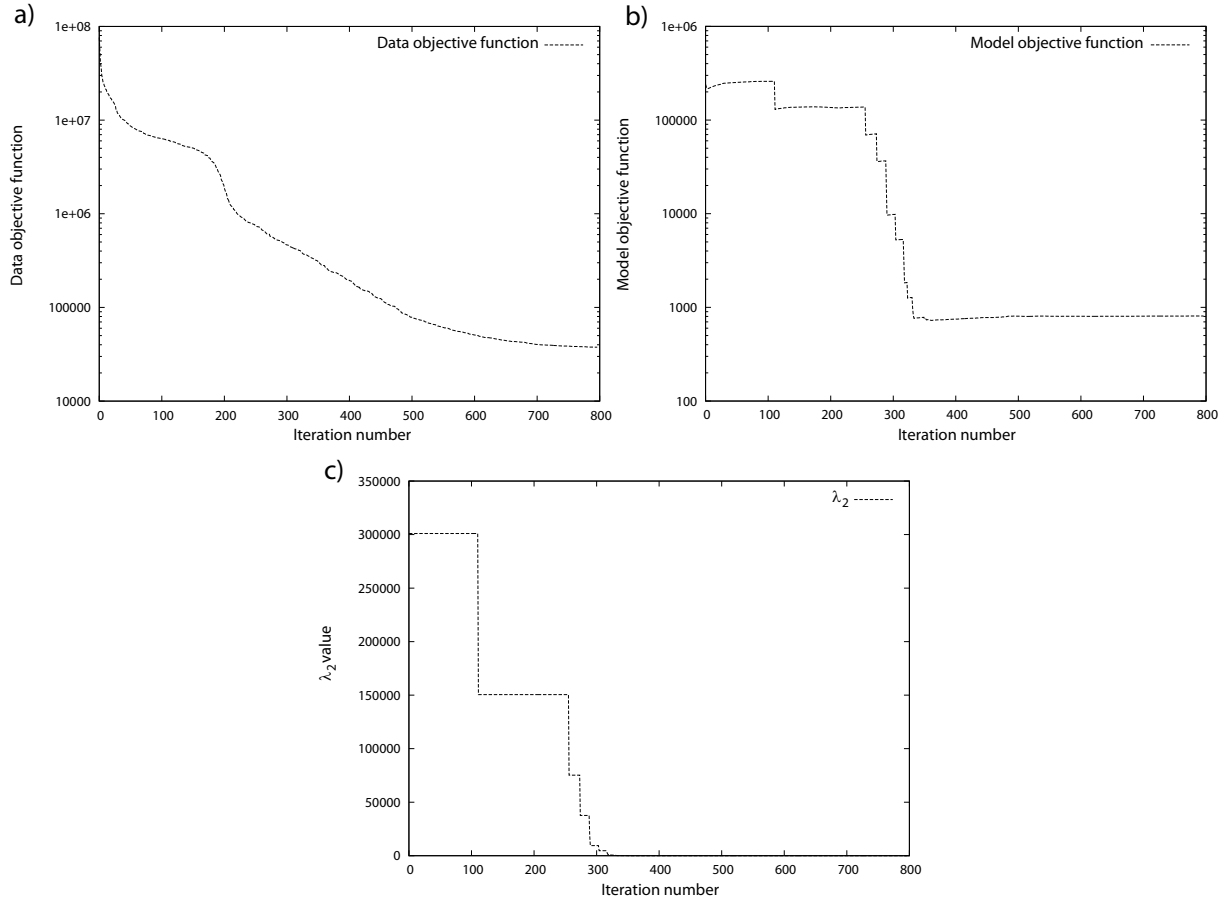 a)
Data objective function
1e+08
1e+07
1e+06
100000
10000
0 100 200 300 400 500 600 700 800
Iteration number
Data objective function
b)
Model objective function
1e+06
100000
10000
1000
100
0 100 200 300 400 500 600 700 800
Iteration number
Model objective function
c)
λ2
350000
300000
250000
200000
150000
100000
50000
0
0 100 200 300 400 500 600 700 800
Iteration number
λ2 value